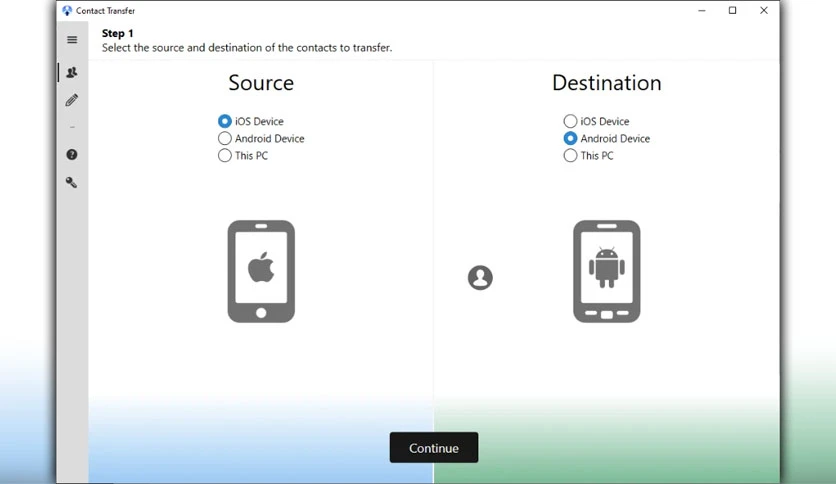 Contact Transfer
Step 1
Select the source and destination of the contacts to transfer.
Source
iOS Device
Android Device
This PC
Destination
iOS Device
Android Device
This PC
Continue